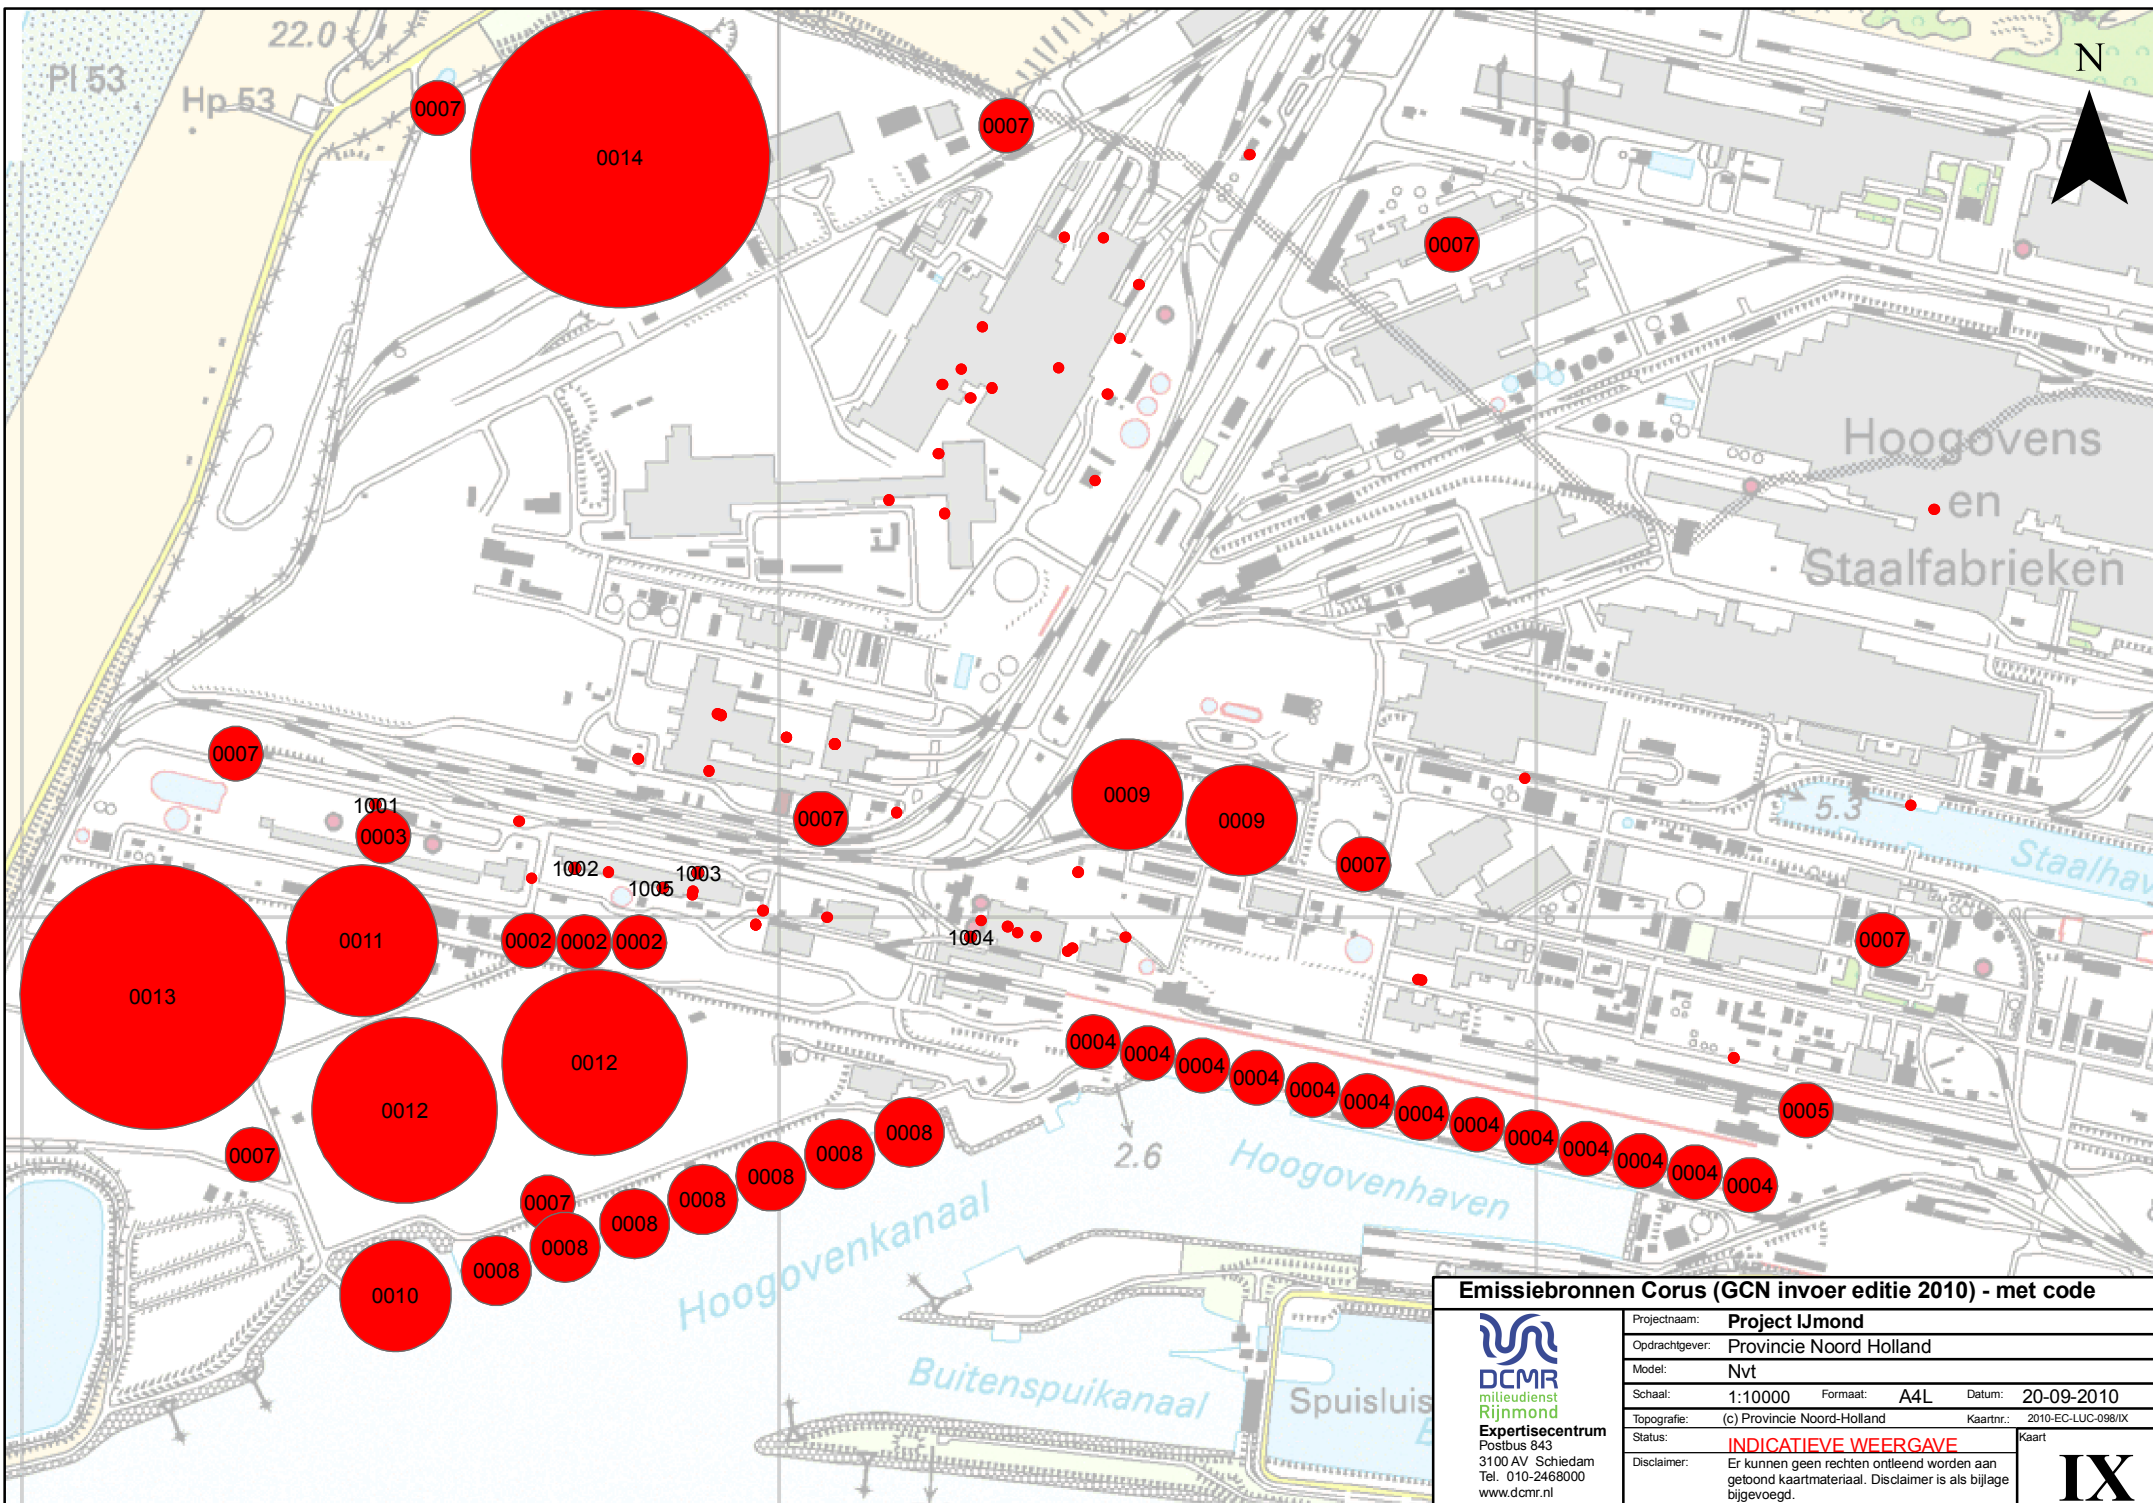 22.0
Pl 53
Hp 53
N
0007
0014
0007
0007
Hoogovens
en
Staalfabrieken
0007
1001
0003
0007
0009
0009
0007
5.3
Staalhav
1002
1005
1003
0011
0002
0002
0002
1004
0007
0013
0012
0012
0004
0004
0004
0004
0004
0004
0004
0004
0004
0004
0004
0004
0004
0005
0007
0007
0008
0008
0008
0008
0008
0008
0008
0010
2.6
Hoogovenhaven
Hoogovenkanaal
Buitenspuikanaal
Spuisluis
Emissiebronnen Corus (GCN invoer editie 2010) - met code
DCMR
milieudienst
Rijnmond
Expertisecentrum
Postbus 843
3100 AV Schiedam
Tel. 010-2468000
www.dcmr.nl
Projectnaam: Project IJmond
Opdrachtgever: Provincie Noord Holland
Model: Nvt
Schaal: 1:10000 Formaat: A4L Datum: 20-09-2010
Topografie: (c) Provincie Noord-Holland Kaartnr.: 2010-EC-LUC-098/IX
Status: INDICATIEVE WEERGAVE
Disclaimer: Er kunnen geen rechten ontleend worden aan
getoond kaartmateriaal. Disclaimer is als bijlage
bijgevoegd.
Kaart
IX